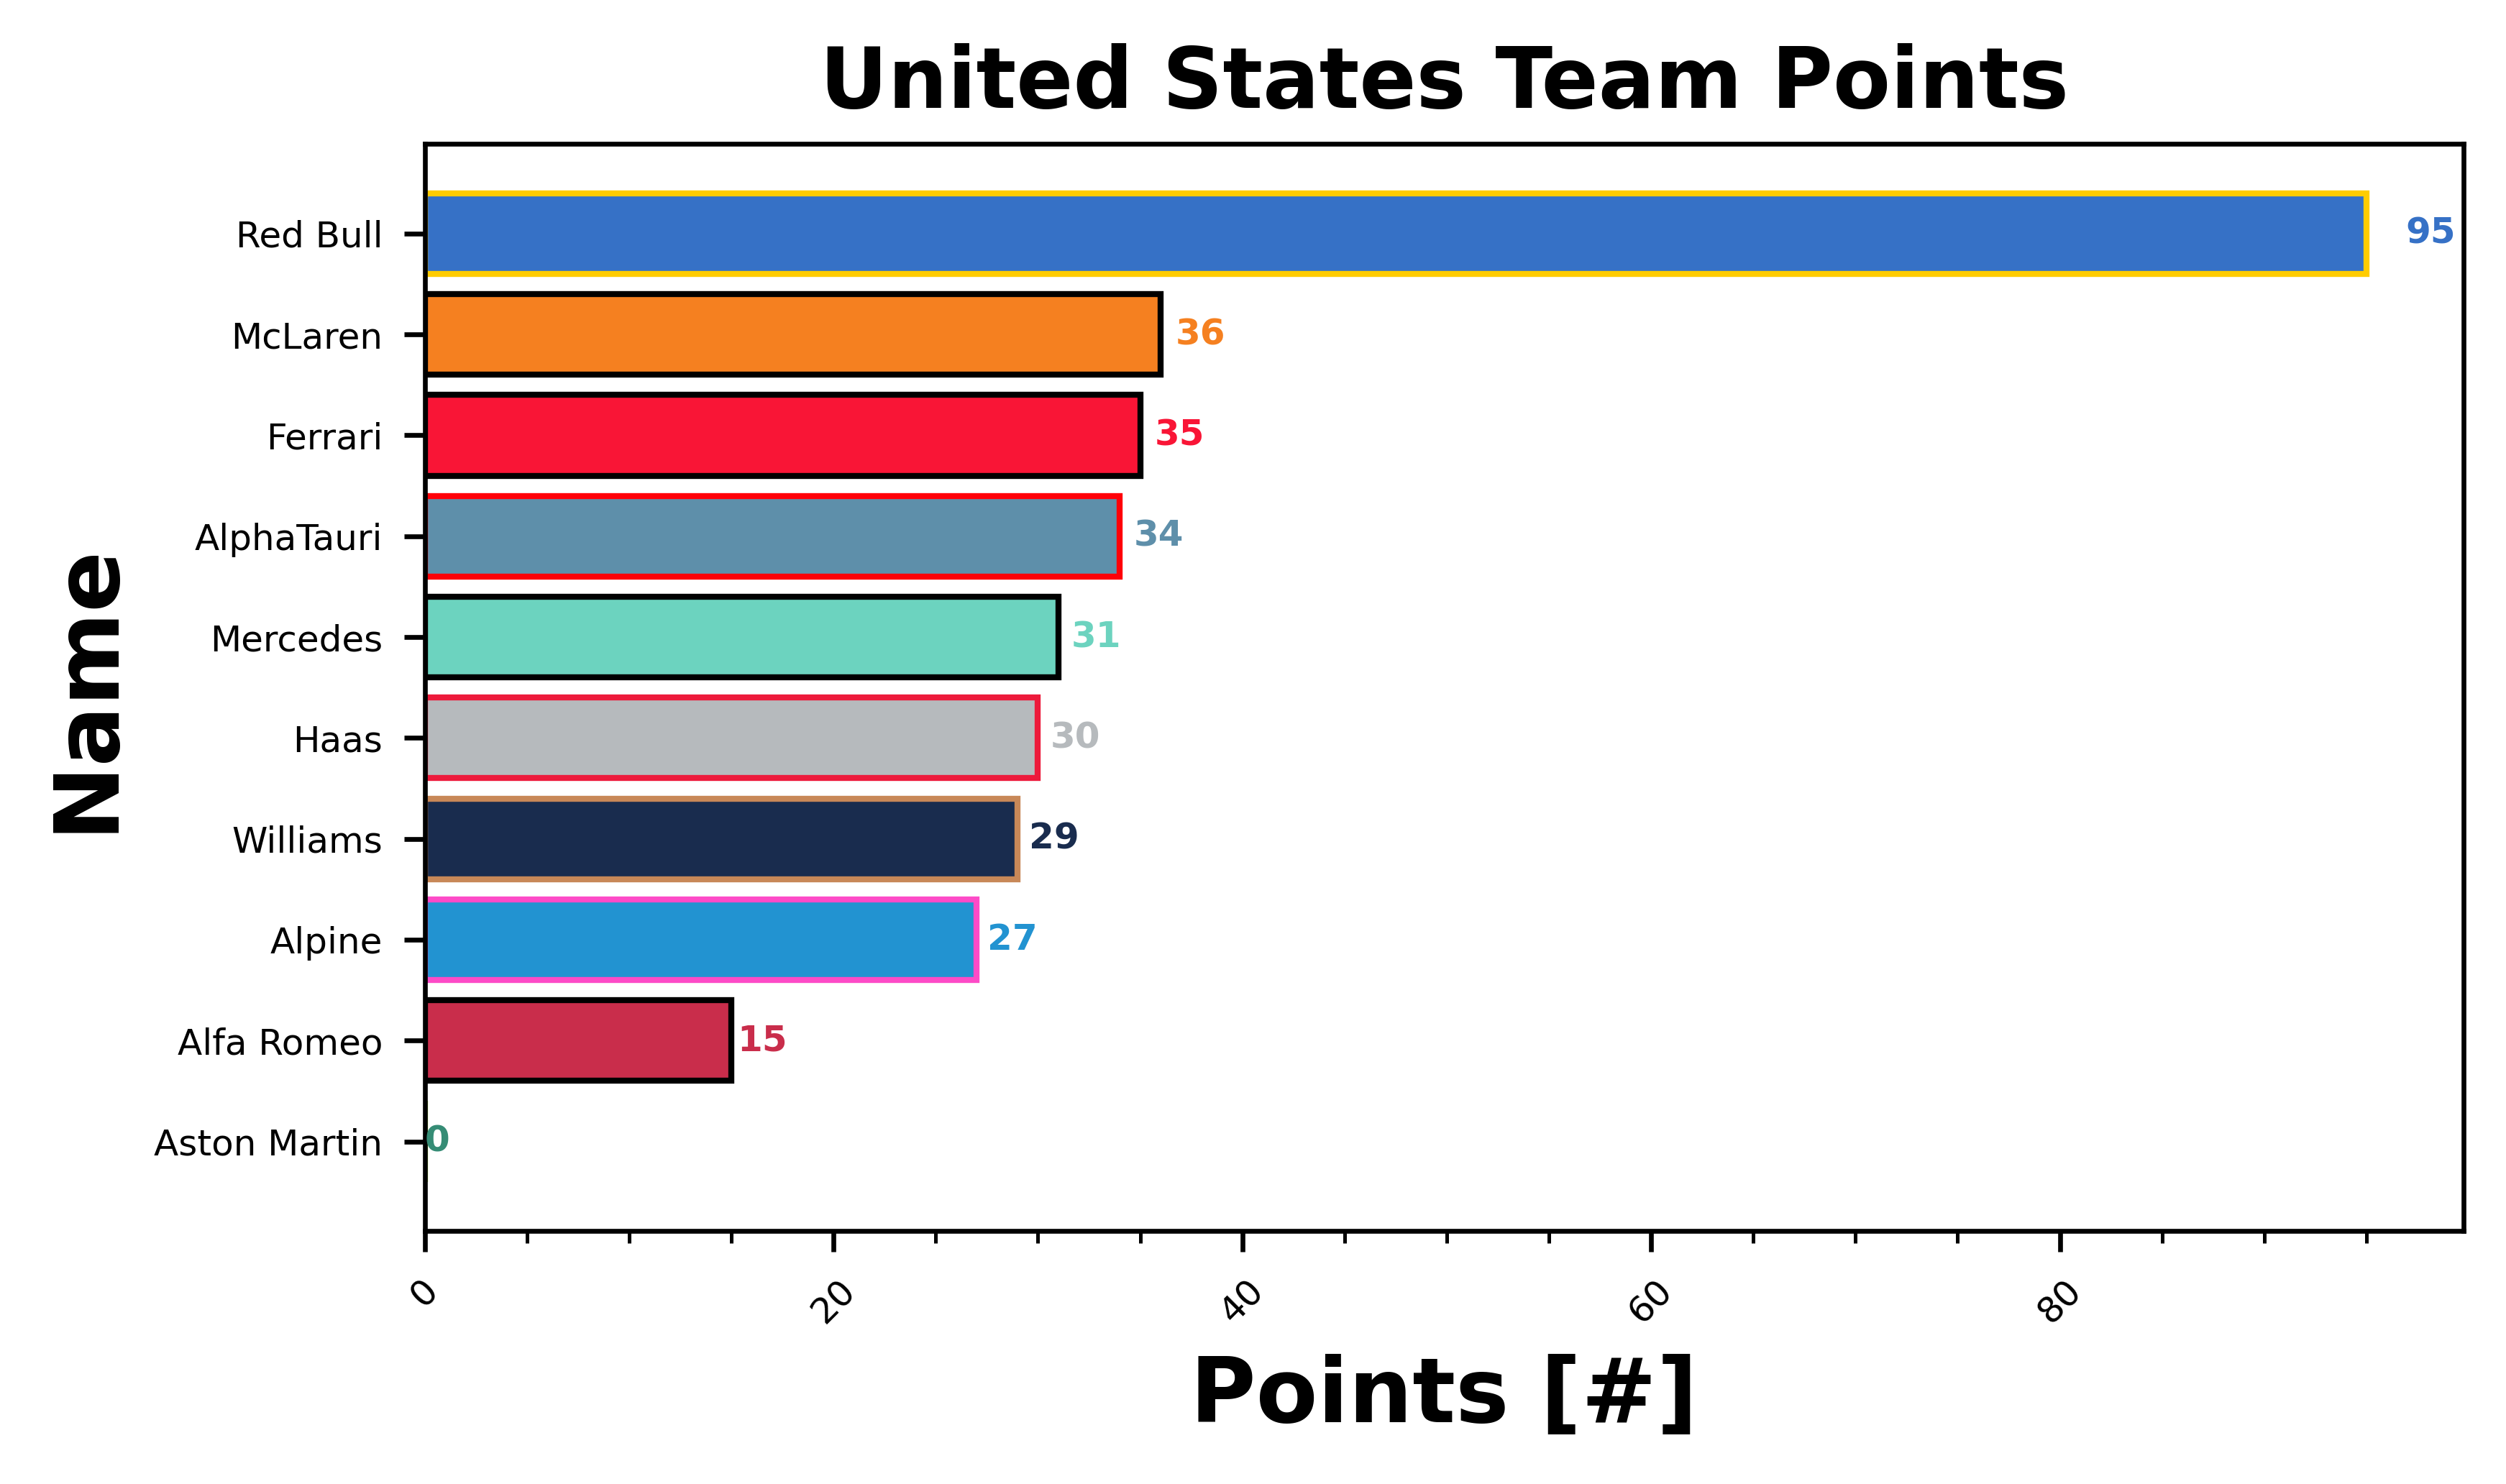 United States Team Points
Name
Red Bull 95
McLaren 36
Ferrari 35
AlphaTauri 34
Mercedes 31
Haas 30
Williams 29
Alpine 27
Alfa Romeo 15
Aston Martin 0
0 20 40 60 80
Points [#]